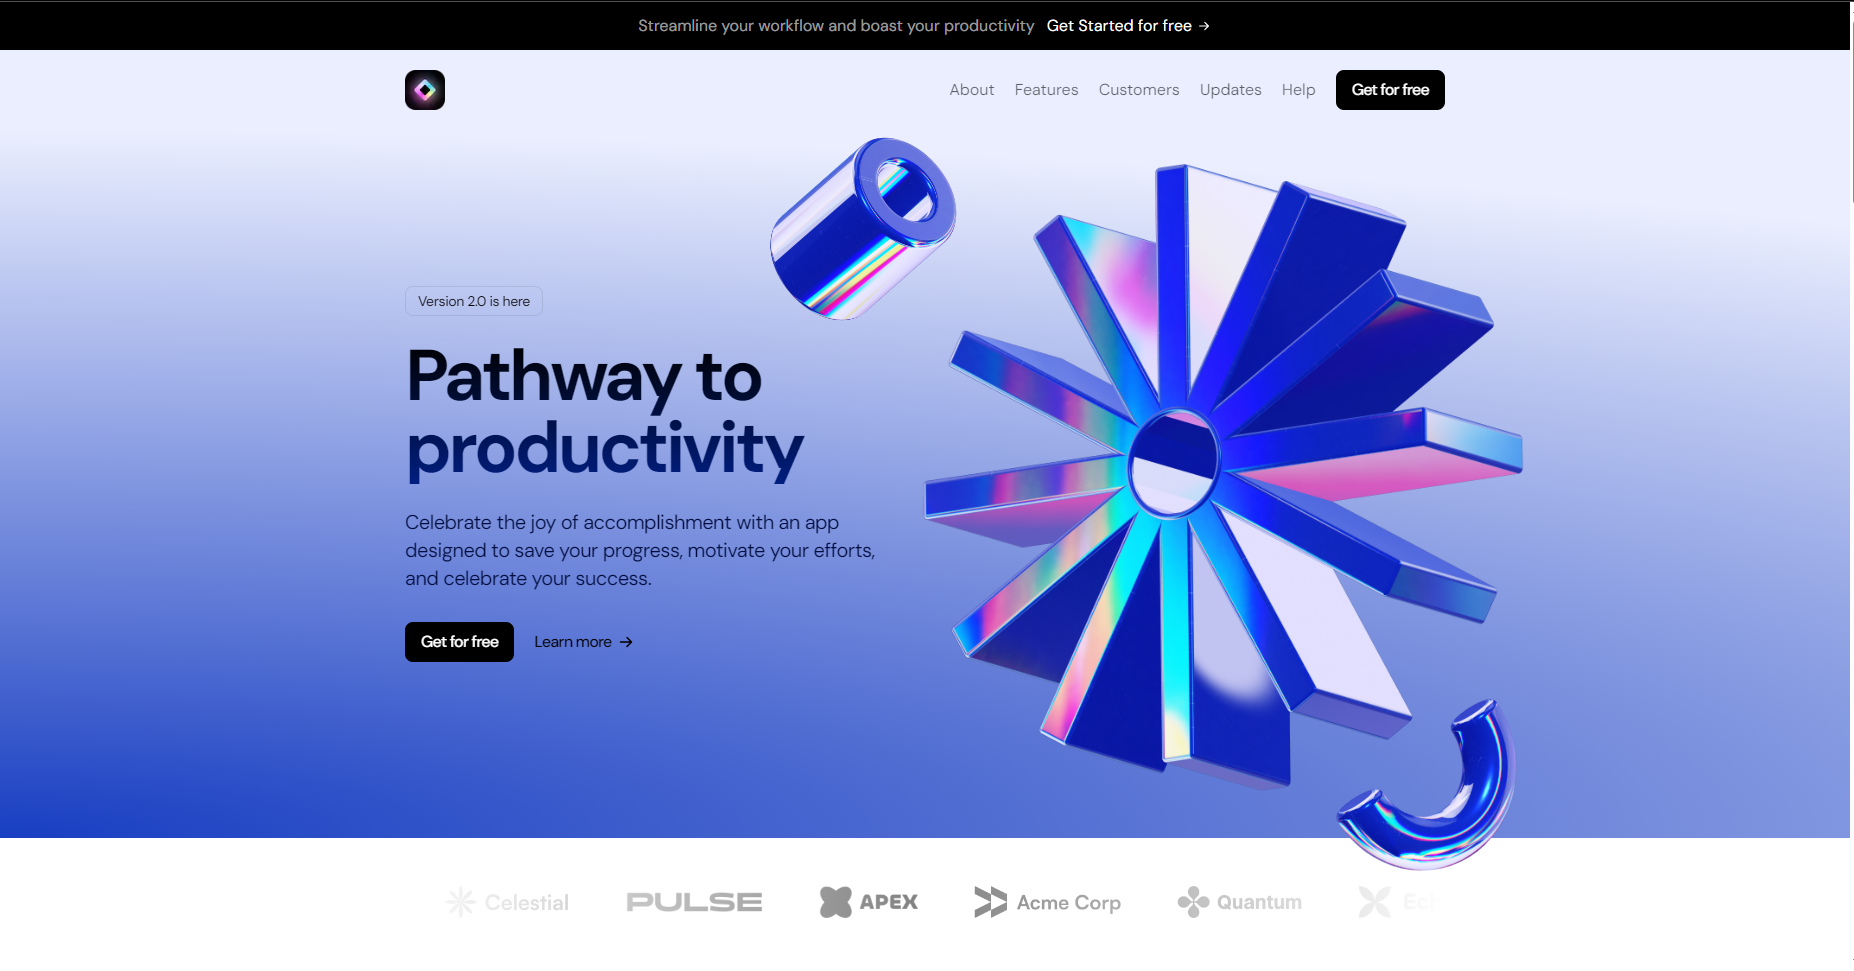 Streamline your workflow and boast your productivity Get Started for free →
About Features Customers Updates Help Get for free
Version 2.0 is here
Pathway to
productivity
Celebrate the joy of accomplishment with an app
designed to save your progress, motivate your efforts,
and celebrate your success.
Get for free Learn more →
Celestial PULSE APEX Acme Corp Quantum Ech